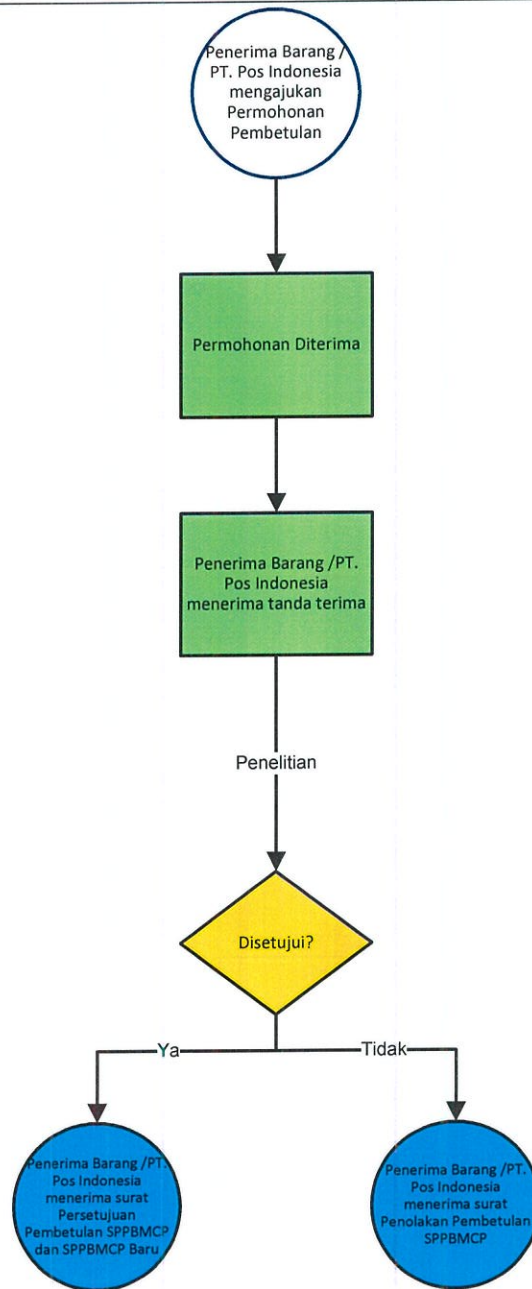 Penerima Barang /
PT. Pos Indonesia
mengajukan
Permohonan
Pembetulan
Permohonan Diterima
Penerima Barang /PT.
Pos Indonesia
menerima tanda terima
Penelitian
Disetujui?
Ya
Tidak
Penerima Barang /PT.
Pos Indonesia
menerima surat
Persetujuan
Pembetulan SPPBMCP
dan SPPBMCP Baru
Penerima Barang /PT.
Pos Indonesia
menerima surat
Penolakan Pembetulan
SPPBMCP